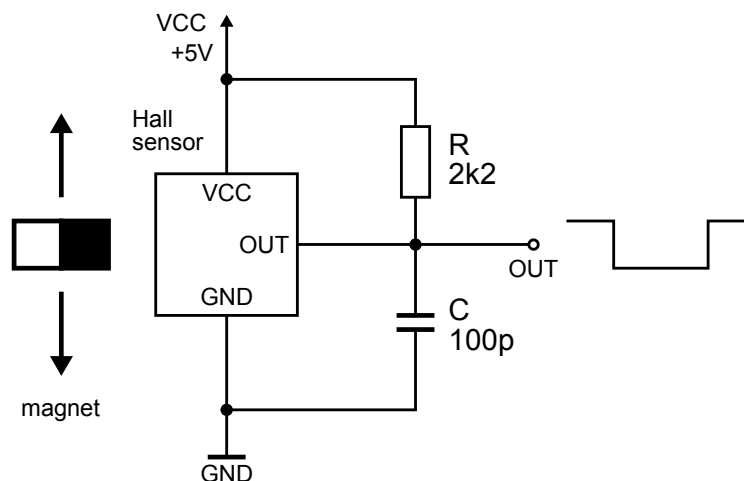 VCC
+5V
Hall
sensor
R
2k2
VCC
OUT
OUT
GND
C
100p
magnet
GND